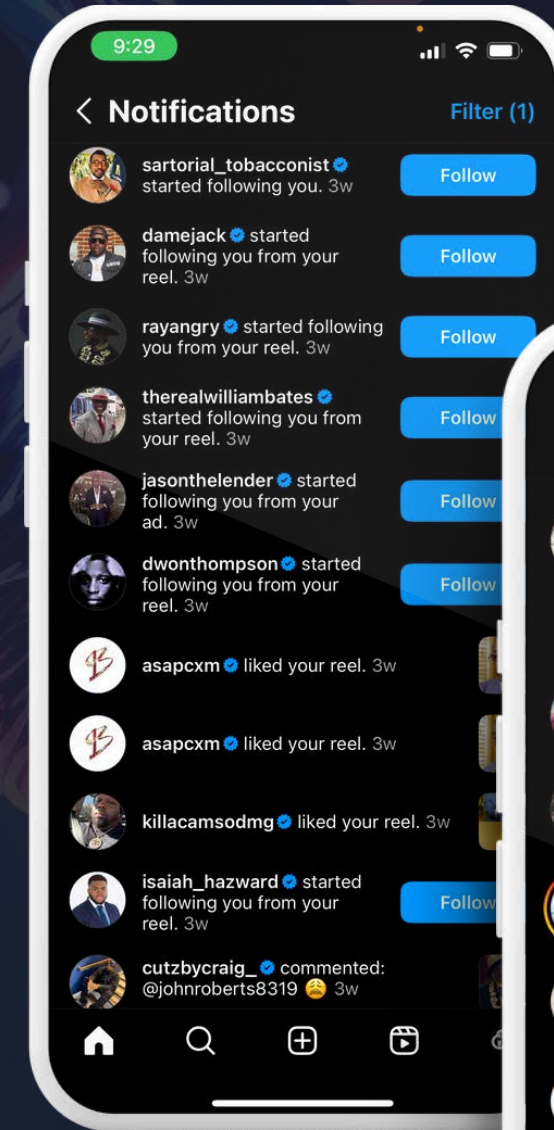 9:29
Notifications
Filter (1)
sartorial_tobacconist
started following you. 3w
Follow
damejack started
following you from your
reel. 3w
Follow
rayangry started following
you from your reel. 3w
Follow
therealwilliambates
started following you from
your reel. 3w
Follow
jasonthelender started
following you from your
ad. 3w
Follow
dwonthompson started
following you from your
reel. 3w
Follow
asapcxm liked your reel. 3w
asapcxm liked your reel. 3w
killacamsodmg liked your reel. 3w
isaiah_hazward started
following you from your
reel. 3w
Follow
cutzbycraig_ commented:
@johnroberts8319 😩 3w